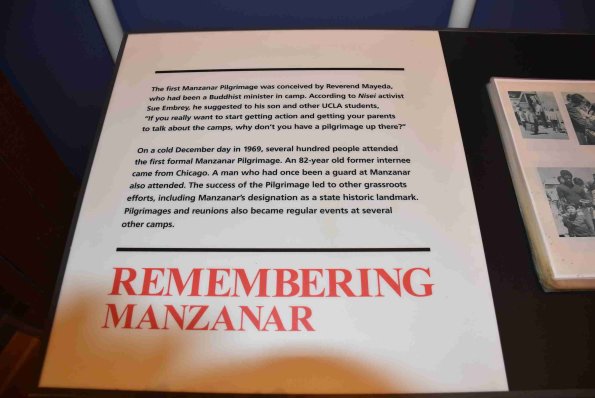 The first Manzanar Pilgrimage was conceived by Reverend Mayeda,
who had been a Buddhist minister in camp. According to Nisei activist
Sue Embrey, he suggested to his son and other UCLA students,
"If you really want to start getting action and getting your parents
to talk about the camps, why don't you have a pilgrimage up there?"
On a cold December day in 1969, several hundred people attended
the first formal Manzanar Pilgrimage. An 82-year old former internee
came from Chicago. A man who had once been a guard at Manzanar
also attended. The success of the Pilgrimage led to other grassroots
efforts, including Manzanar's designation as a state historic landmark.
Pilgrimages and reunions also became regular events at several
other camps.
REMEMBERING
MANZANAR